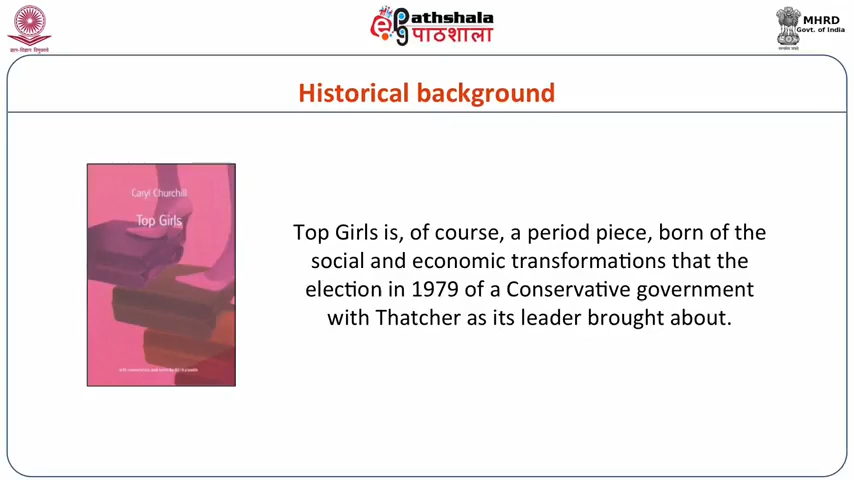 ज्ञान-विज्ञान विमुक्तये
ePathshala
पाठशाला
MHRD
Govt. of India
Historical background
Caryl Churchill
Top Girls
Top Girls is, of course, a period piece, born of the
social and economic transformations that the
election in 1979 of a Conservative government
with Thatcher as its leader brought about.